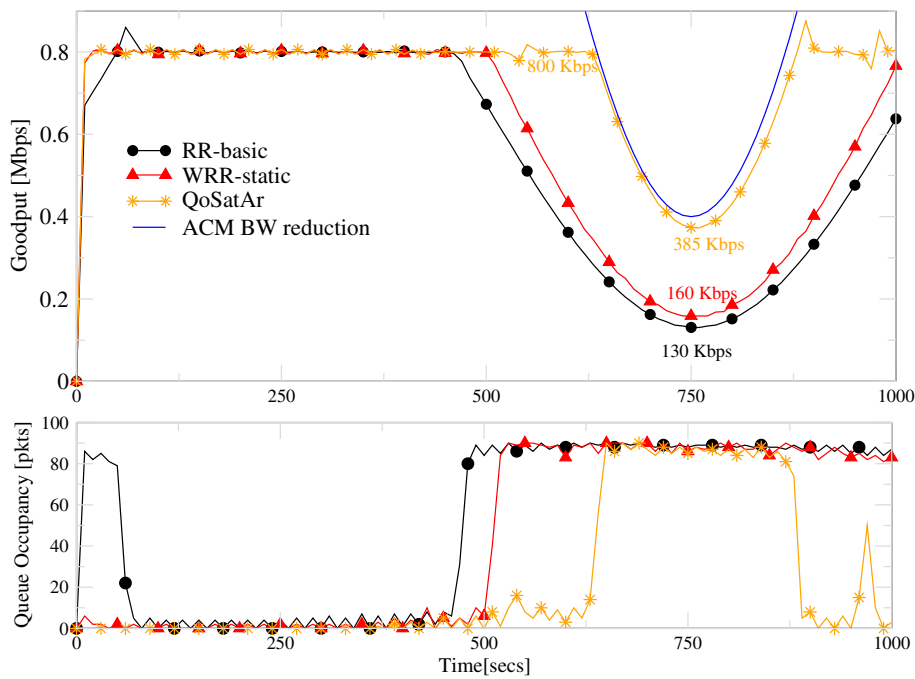 Goodput [Mbps]
0.8
0.6
0.4
0.2
0
0
250
500
750
1000
RR-basic
WRR-static
QoSatAr
ACM BW reduction
800 Kbps
385 Kbps
160 Kbps
130 Kbps
Queue Occupancy [pkts]
100
80
60
40
20
0
0
250
500
750
1000
Time[secs]